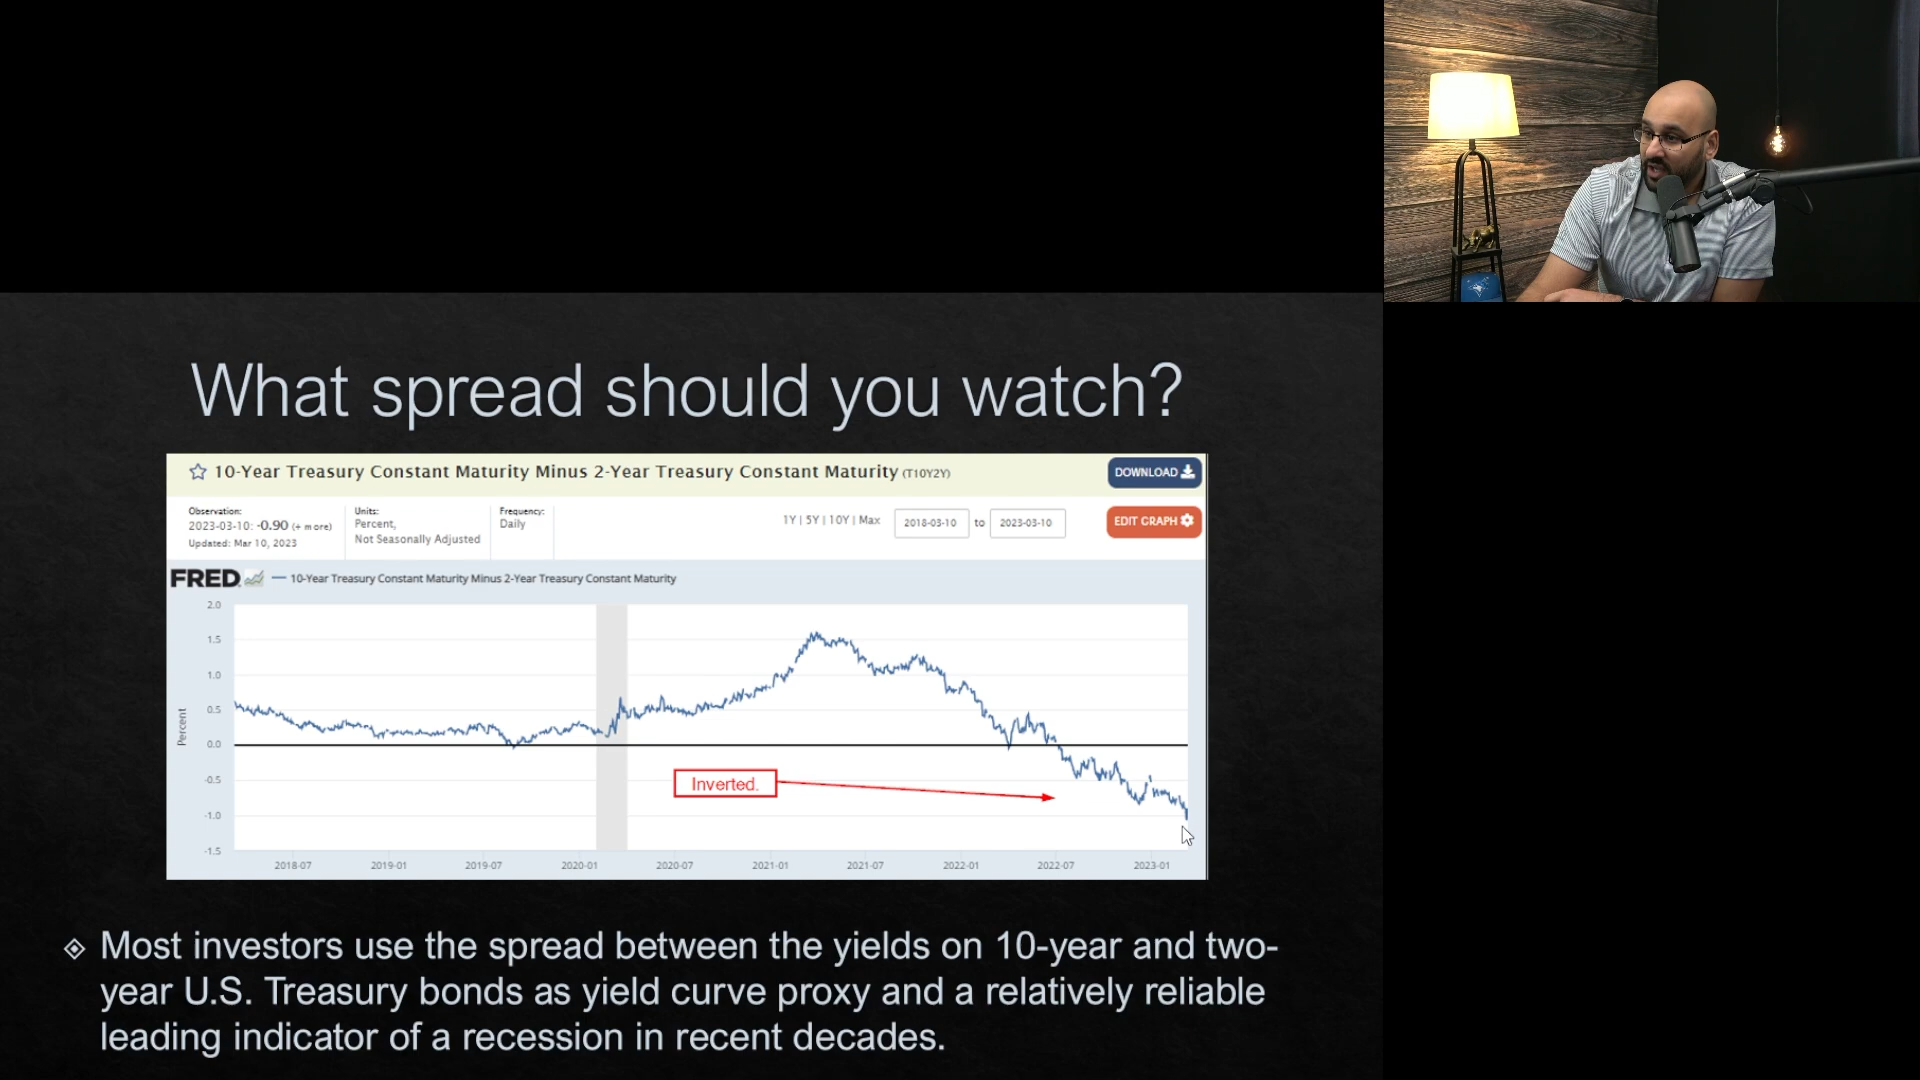 What spread should you watch?
10-Year Treasury Constant Maturity Minus 2-Year Treasury Constant Maturity (T10Y2Y)
DOWNLOAD
Observation:
2023-03-10: -0.90 (+ more)
Updated: Mar 10, 2023
Units:
Percent,
Not Seasonally Adjusted
Frequency:
Daily
1Y | 5Y | 10Y | Max
2018-03-10 to 2023-03-10
EDIT GRAPH
FRED
10-Year Treasury Constant Maturity Minus 2-Year Treasury Constant Maturity
2.0
1.5
1.0
0.5
0.0
-0.5
-1.0
-1.5
Percent
Inverted.
2018-07 2019-01 2019-07 2020-01 2020-07 2021-01 2021-07 2022-01 2022-07 2023-01
Most investors use the spread between the yields on 10-year and two-
year U.S. Treasury bonds as yield curve proxy and a relatively reliable
leading indicator of a recession in recent decades.